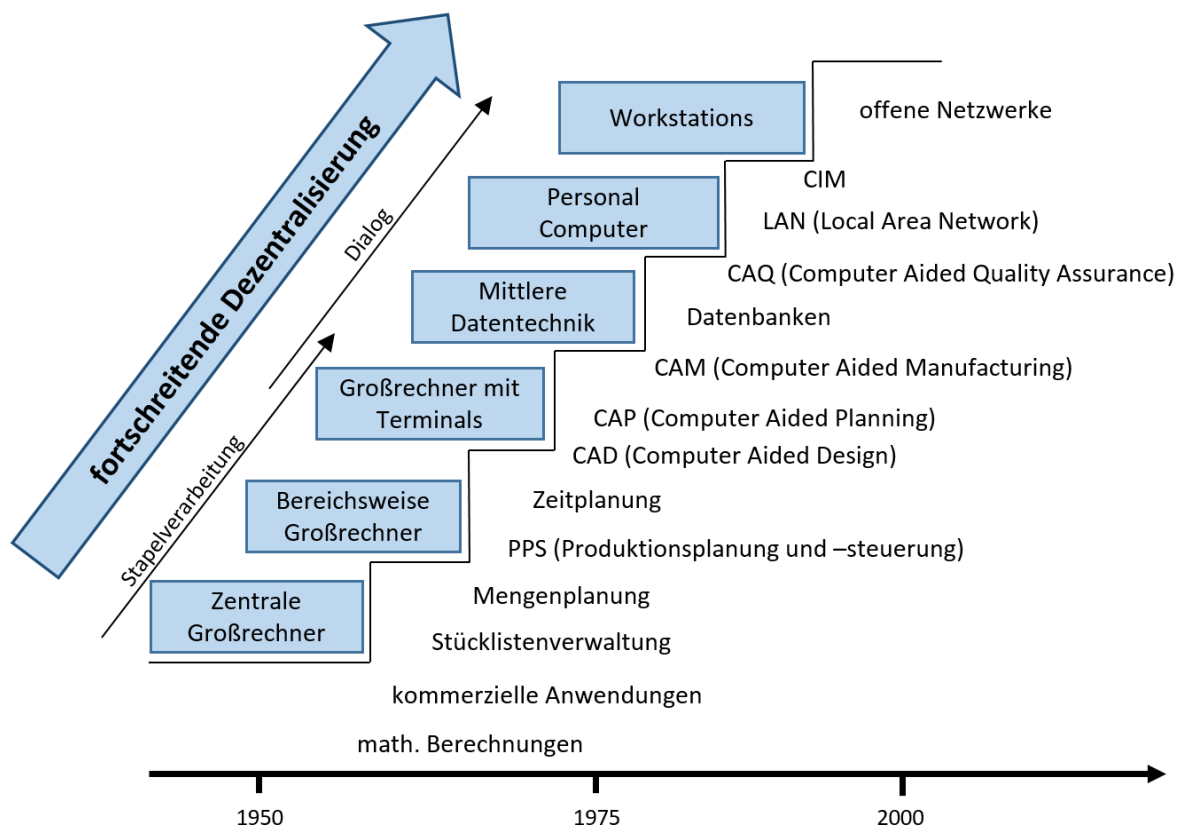 fortschreitende Dezentralisierung
Dialog
Stapelverarbeitung
Workstations
offene Netzwerke
CIM
Personal
Computer
LAN (Local Area Network)
CAQ (Computer Aided Quality Assurance)
Mittlere
Datentechnik
Datenbanken
CAM (Computer Aided Manufacturing)
Großrechner mit
Terminals
CAP (Computer Aided Planning)
CAD (Computer Aided Design)
Bereichsweise
Großrechner
Zeitplanung
PPS (Produktionsplanung und –steuerung)
Zentrale
Großrechner
Mengenplanung
Stücklistenverwaltung
kommerzielle Anwendungen
math. Berechnungen
1950
1975
2000